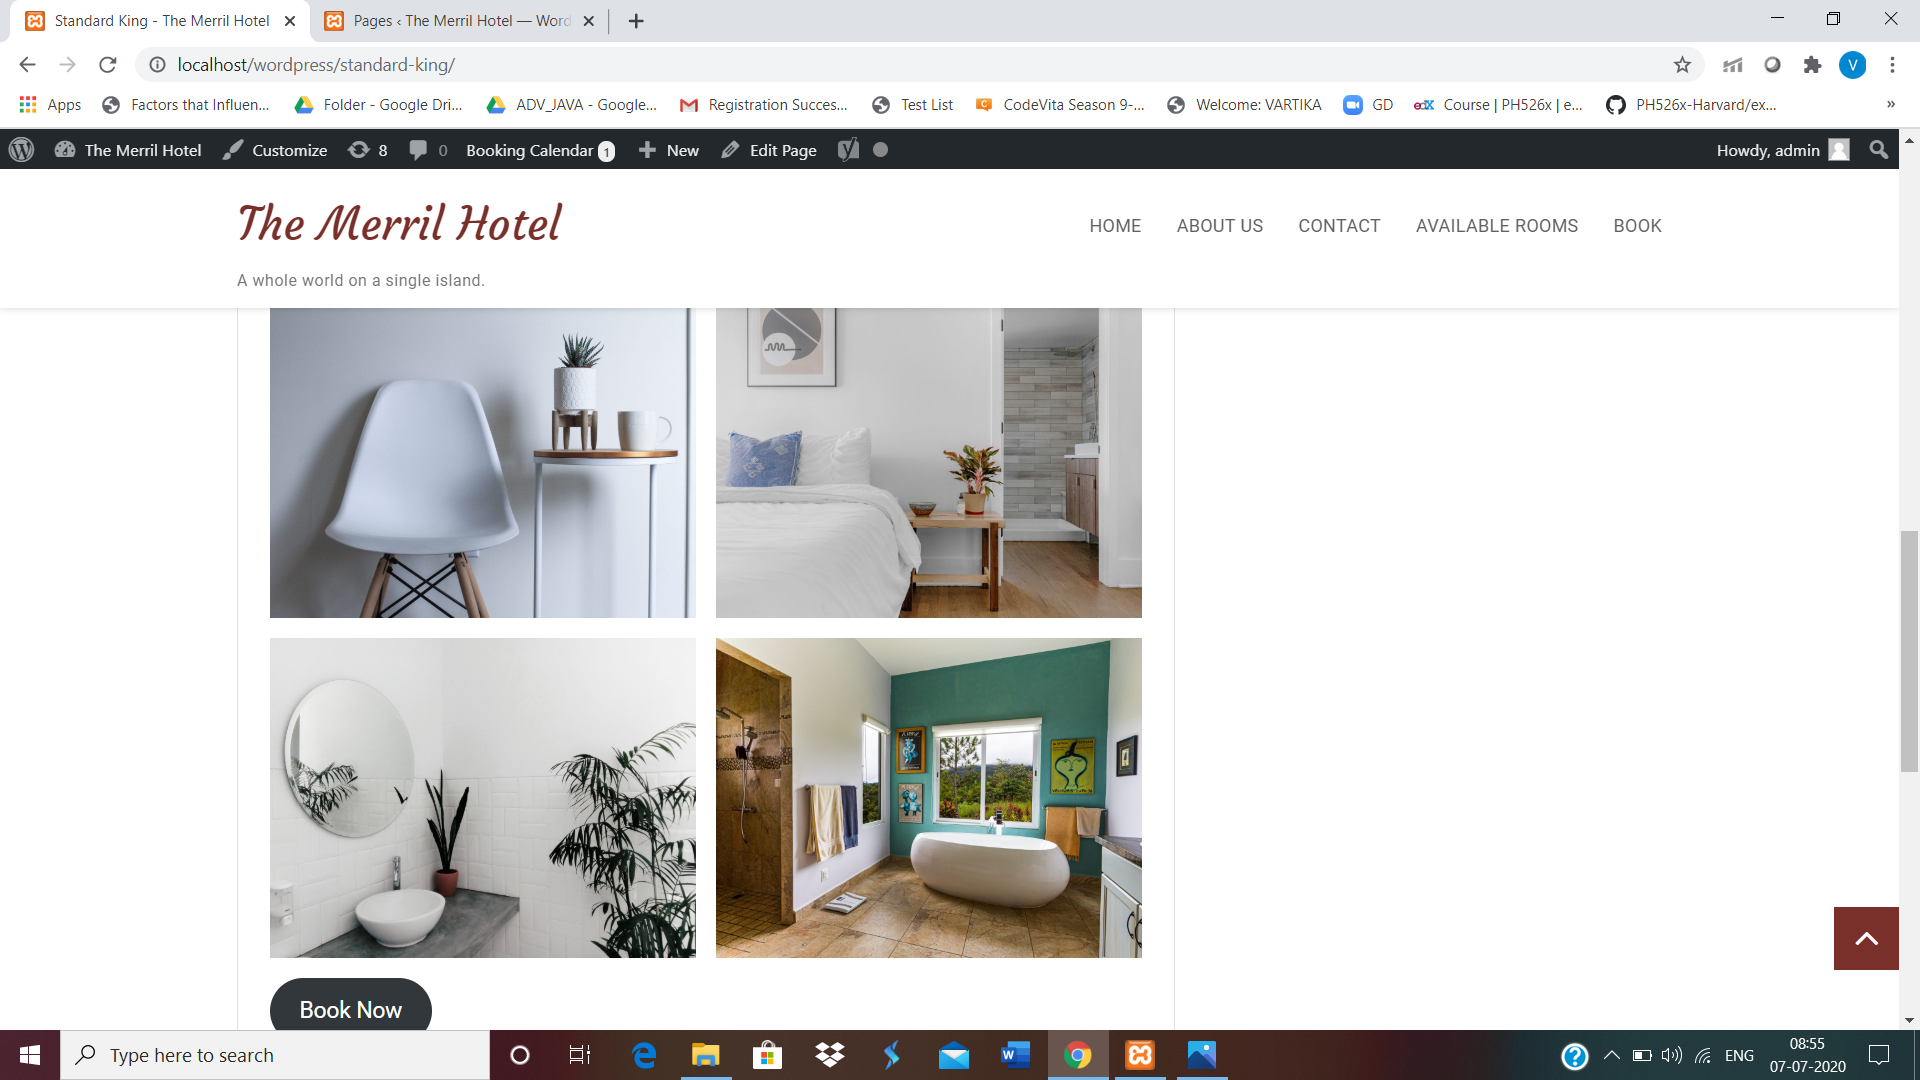 Standard King - The Merril Hotel
Pages ‹ The Merril Hotel — Word
localhost/wordpress/standard-king/
V
Apps
Factors that Influen...
Folder - Google Dri...
ADV_JAVA - Google...
Registration Succes...
Test List
CodeVita Season 9-...
Welcome: VARTIKA
GD
edX
Course | PH526x | e...
PH526x-Harvard/ex...
»
The Merril Hotel
Customize
8
0
Booking Calendar 1
New
Edit Page
Howdy, admin
The Merril Hotel
A whole world on a single island.
HOME
ABOUT US
CONTACT
AVAILABLE ROOMS
BOOK
Book Now
Type here to search
ENG
08:55
07-07-2020